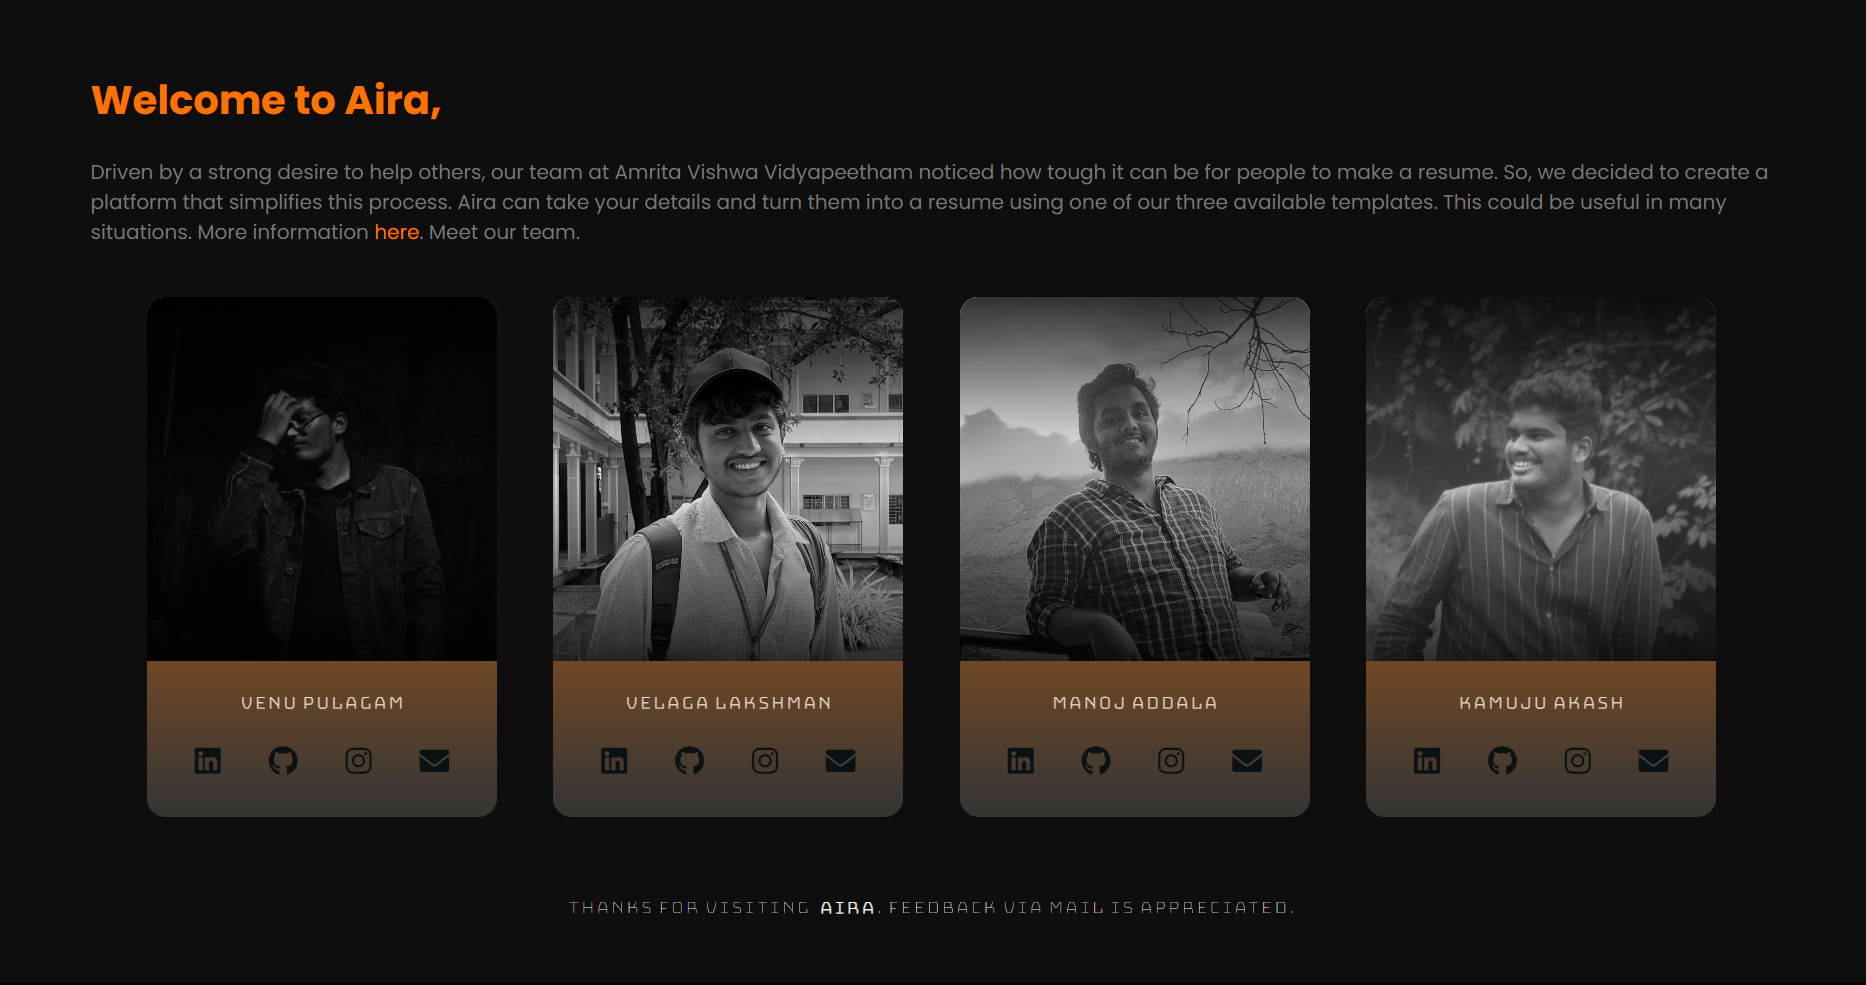 Welcome to Aira,
Driven by a strong desire to help others, our team at Amrita Vishwa Vidyapeetham noticed how tough it can be for people to make a resume. So, we decided to create a
platform that simplifies this process. Aira can take your details and turn them into a resume using one of our three available templates. This could be useful in many
situations. More information here. Meet our team.
VENU PULAGAM
VELAGA LAKSHMAN
MANOJ ADDALA
KAMUJU AKASH
THANKS FOR VISITING AIRA. FEEDBACK VIA MAIL IS APPRECIATED.